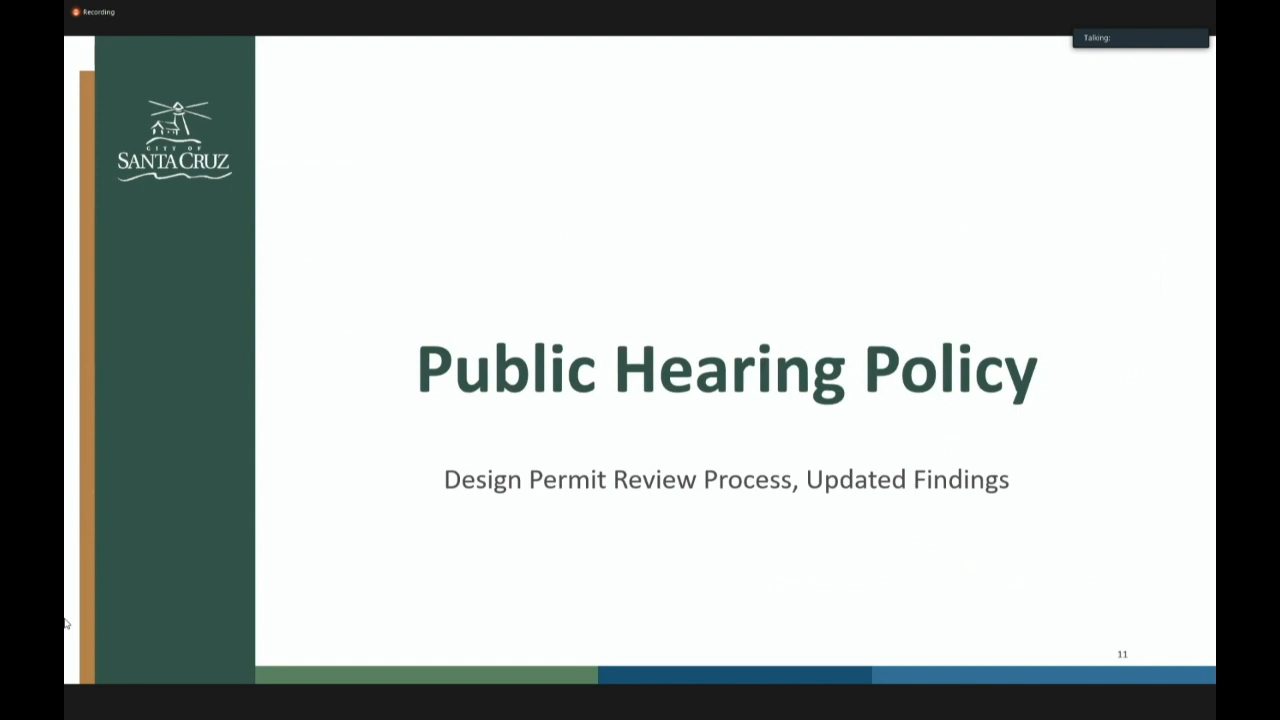 Recording
Talking:
CITY OF
SANTA CRUZ
Public Hearing Policy
Design Permit Review Process, Updated Findings
11